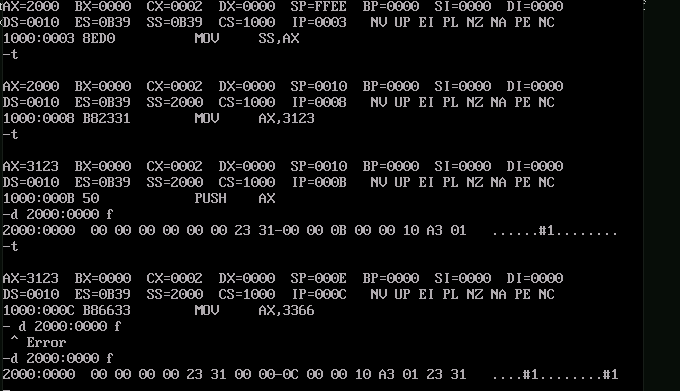 AX=2000  BX=0000  CX=0002  DX=0000  SP=FFEE  BP=0000  SI=0000  DI=0000
DS=0010  ES=0B39  SS=0B39  CS=1000  IP=0003   NV UP EI PL NZ NA PE NC
1000:0003 8ED0          MOV     SS,AX
-t
AX=2000  BX=0000  CX=0002  DX=0000  SP=0010  BP=0000  SI=0000  DI=0000
DS=0010  ES=0B39  SS=2000  CS=1000  IP=0008   NV UP EI PL NZ NA PE NC
1000:0008 B82331        MOV     AX,3123
-t
AX=3123  BX=0000  CX=0002  DX=0000  SP=0010  BP=0000  SI=0000  DI=0000
DS=0010  ES=0B39  SS=2000  CS=1000  IP=000B   NV UP EI PL NZ NA PE NC
1000:000B 50            PUSH    AX
-d 2000:0000 f
2000:0000  00 00 00 00 00 00 23 31-00 00 0B 00 00 10 A3 01   ......#1........
-t
AX=3123  BX=0000  CX=0002  DX=0000  SP=000E  BP=0000  SI=0000  DI=0000
DS=0010  ES=0B39  SS=2000  CS=1000  IP=000C   NV UP EI PL NZ NA PE NC
1000:000C B86633        MOV     AX,3366
- d 2000:0000 f
  ^ Error
-d 2000:0000 f
2000:0000  00 00 00 00 23 31 00 00-0C 00 00 10 A3 01 23 31   ....#1........#1